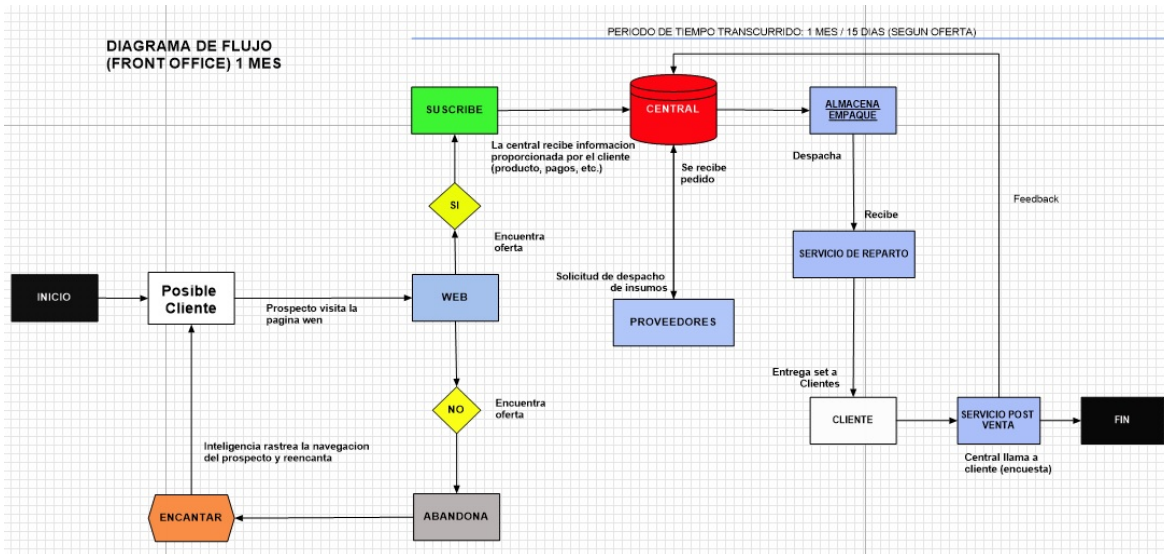 PERIODO DE TIEMPO TRANSCURRIDO: 1 MES / 15 DIAS (SEGUN OFERTA)
DIAGRAMA DE FLUJO
(FRONT OFFICE) 1 MES
SUSCRIBE
CENTRAL
ALMACENA
EMPAQUE
La central recibe informacion
proporcionada por el cliente
(producto, pagos, etc.)
Se recibe
pedido
Despacha
SI
Feedback
Recibe
Encuentra
oferta
SERVICIO DE REPARTO
INICIO
Posible
Cliente
WEB
Solicitud de despacho
de insumos
Prospecto visita la
pagina wen
PROVEEDORES
Entrega set a
Clientes
NO
Encuentra
oferta
CLIENTE
SERVICIO POST
VENTA
FIN
Inteligencia rastrea la navegacion
del prospecto y reencanta
Central llama a
cliente (encuesta)
ENCANTAR
ABANDONA